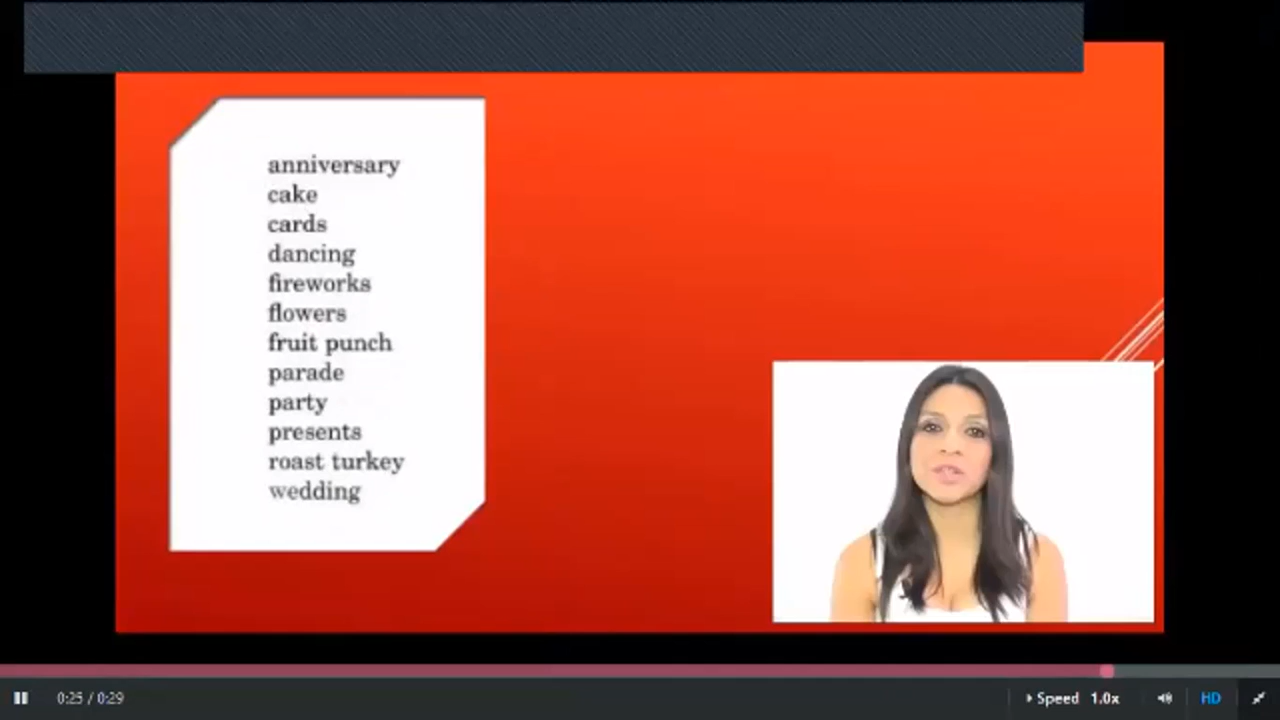 anniversary
cake
cards
dancing
fireworks
flowers
fruit punch
parade
party
presents
roast turkey
wedding
0:25 / 0:29
Speed 1.0x
HD